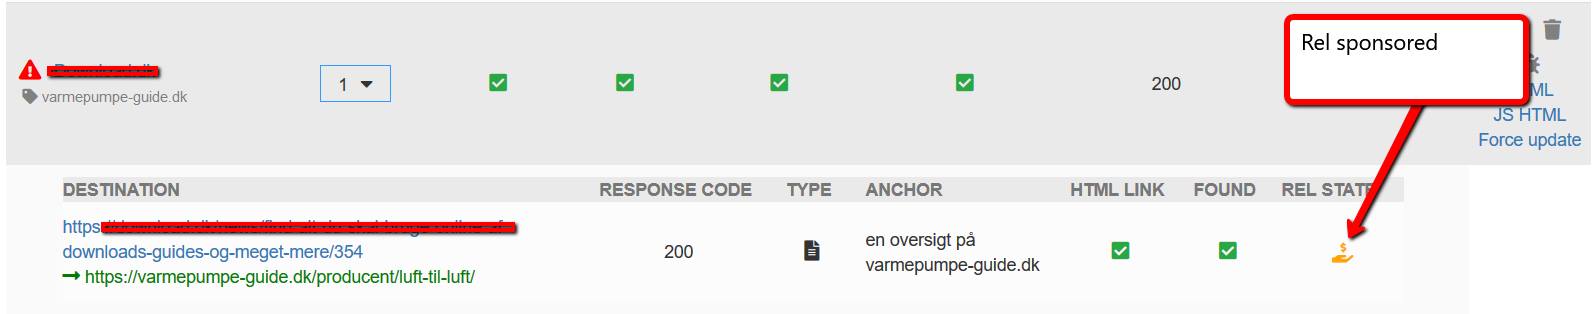 Rel sponsored
varmepumpe-guide.dk
1
200
ML
JS HTML
Force update
DESTINATION RESPONSE CODE TYPE ANCHOR HTML LINK FOUND REL STATE
https
downloads-guides-og-meget-mere/354
→ https://varmepumpe-guide.dk/producent/luft-til-luft/
200
en oversigt på
varmepumpe-guide.dk